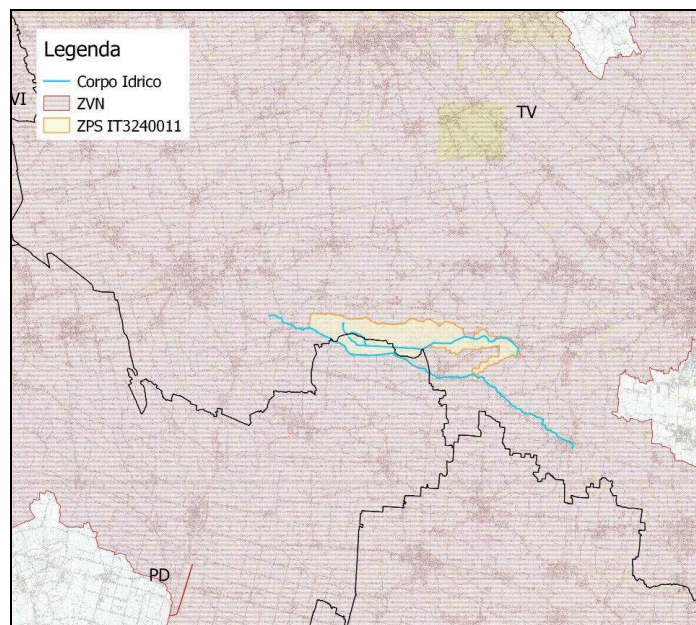 Legenda
Corpo Idrico
ZVN
ZPS IT3240011
VI
TV
PD